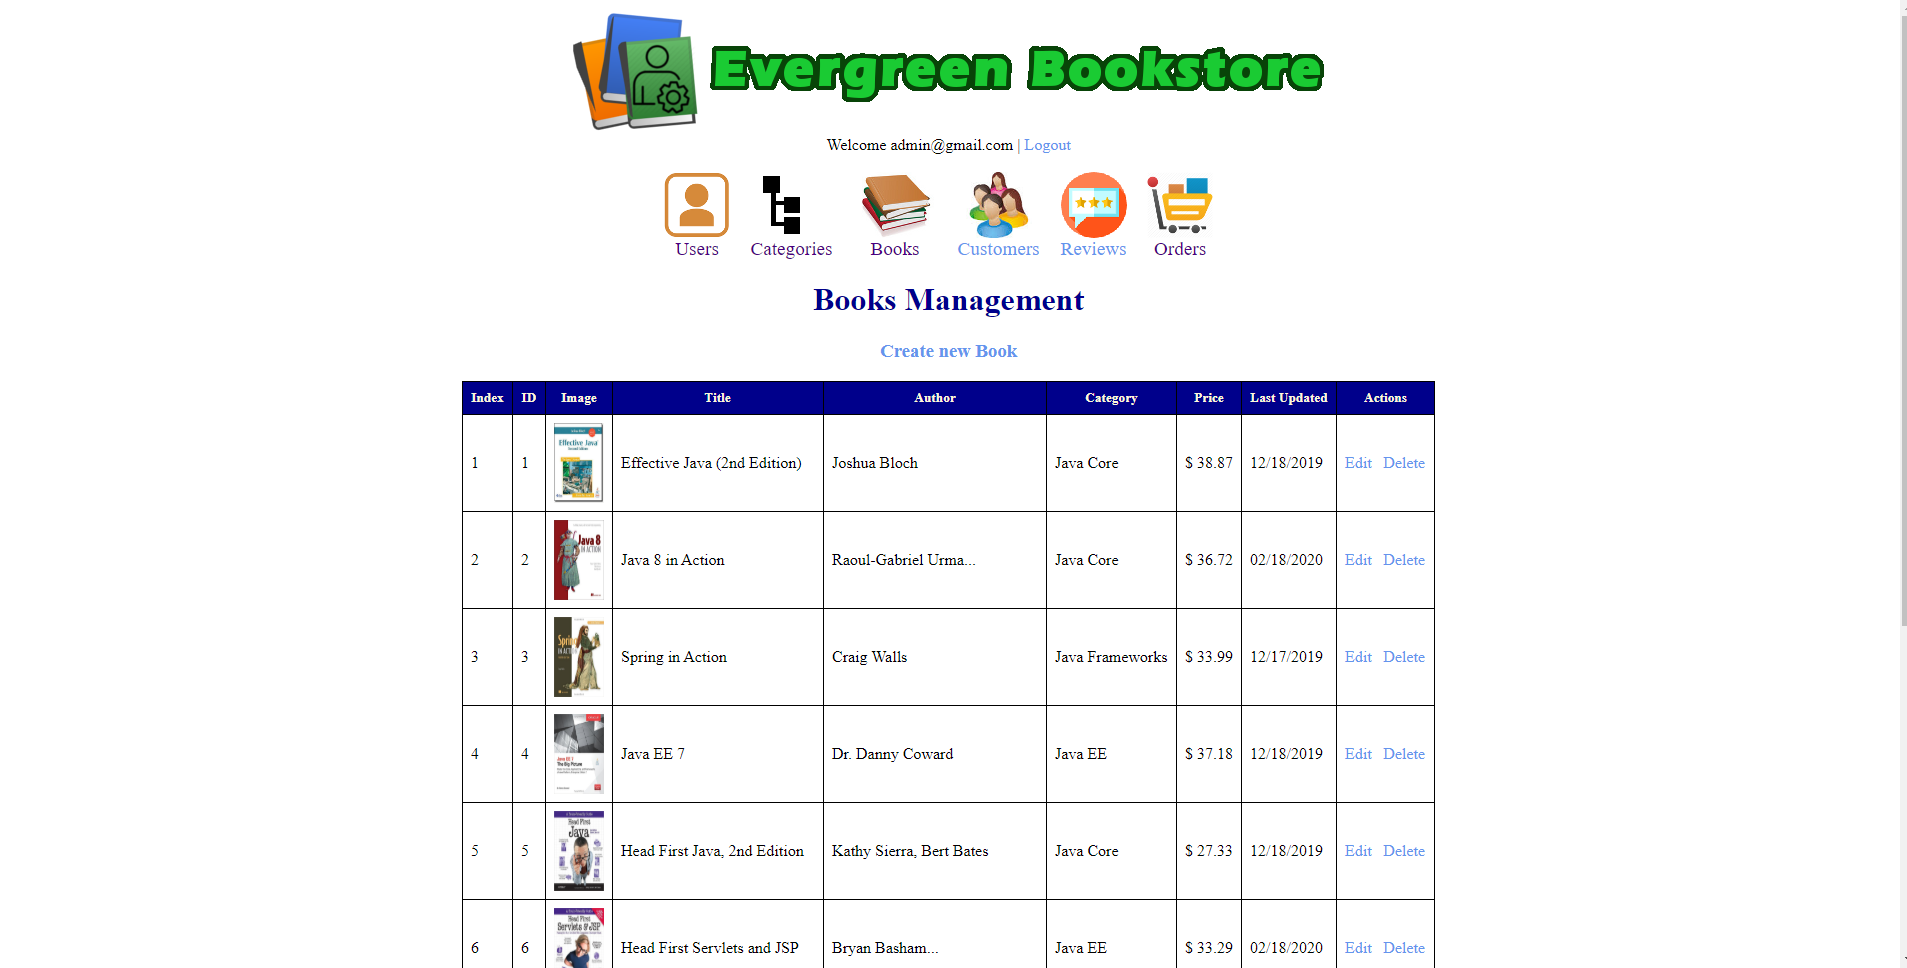 Evergreen Bookstore
Welcome admin@gmail.com | Logout
Users Categories Books Customers Reviews Orders
Books Management
Create new Book
Index ID Image Title Author Category Price Last Updated Actions
Effective Java
1 1 Effective Java (2nd Edition) Joshua Bloch Java Core $ 38.87 12/18/2019 Edit Delete
Java 8
IN ACTION
2 2 Java 8 in Action Raoul-Gabriel Urma... Java Core $ 36.72 02/18/2020 Edit Delete
Spring
IN ACTION
3 3 Spring in Action Craig Walls Java Frameworks $ 33.99 12/17/2019 Edit Delete
Java EE 7
The Big Picture
4 4 Java EE 7 Dr. Danny Coward Java EE $ 37.18 12/18/2019 Edit Delete
Head First
Java
5 5 Head First Java, 2nd Edition Kathy Sierra, Bert Bates Java Core $ 27.33 12/18/2019 Edit Delete
Head First
Servlets & JSP
6 6 Head First Servlets and JSP Bryan Basham... Java EE $ 33.29 02/18/2020 Edit Delete